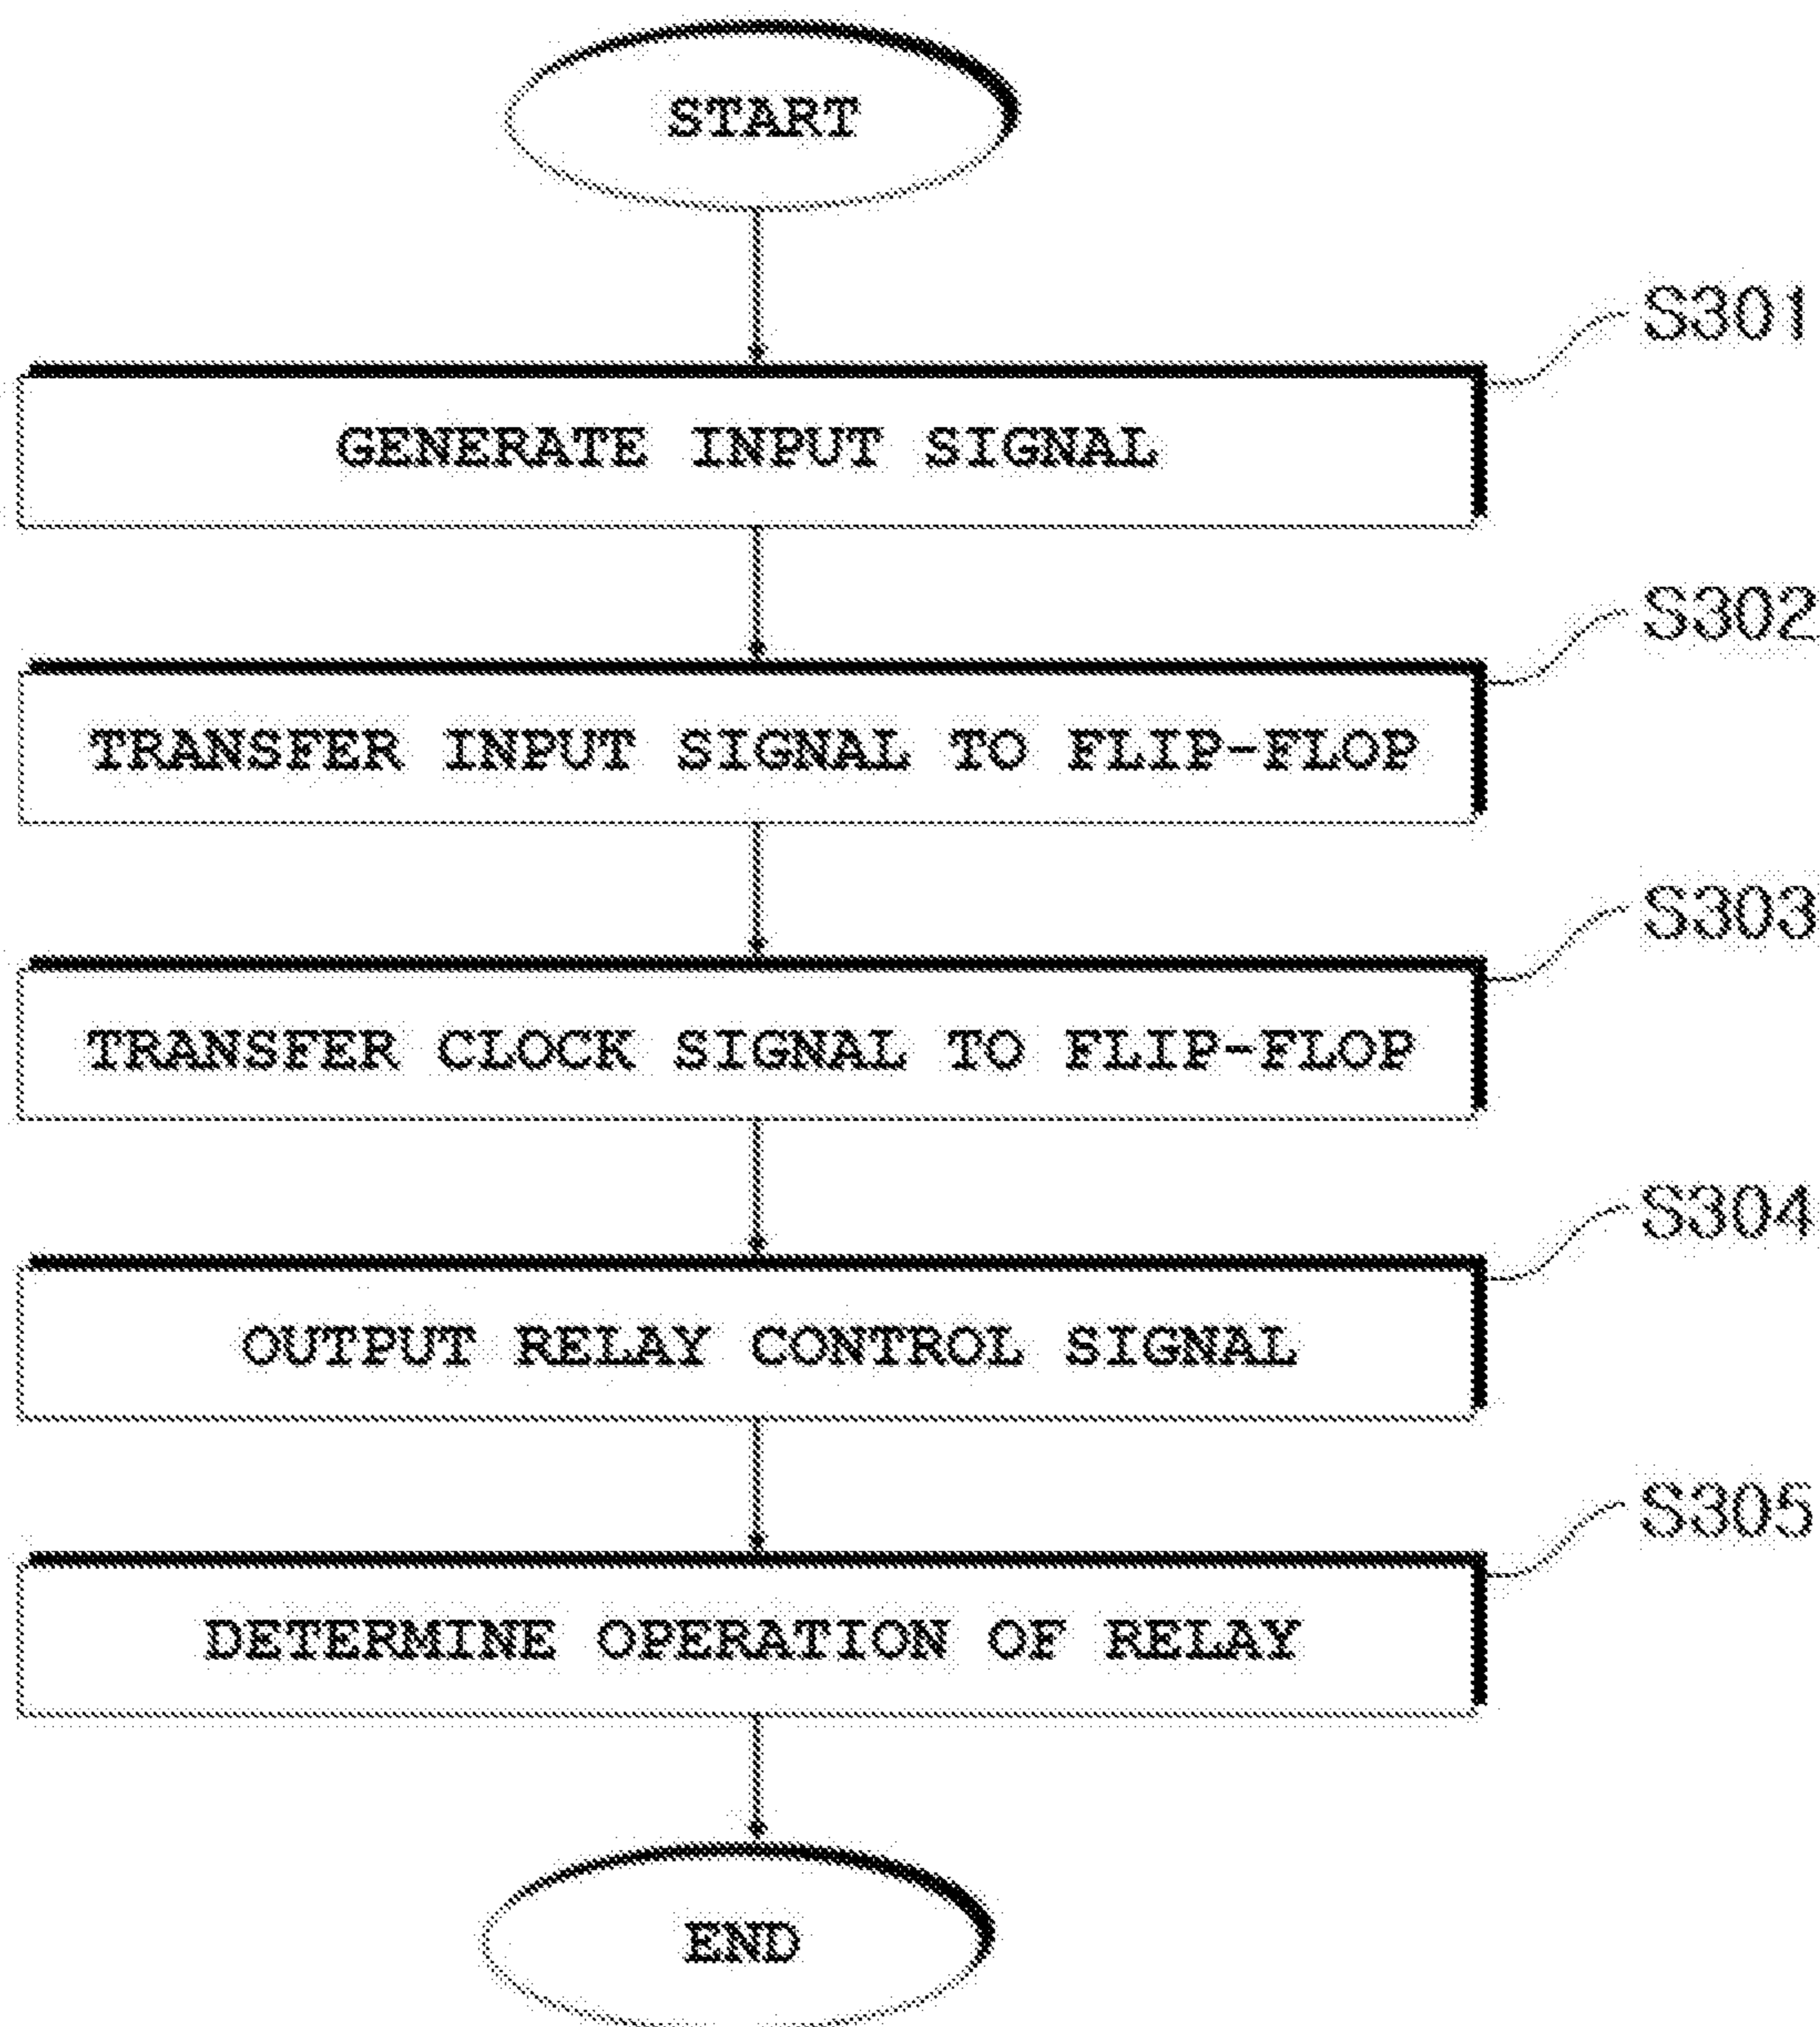 START
S301
GENERATE INPUT SIGNAL
S302
TRANSFER INPUT SIGNAL TO FLIP-FLOP
S303
TRANSFER CLOCK SIGNAL TO FLIP-FLOP
S304
OUTPUT RELAY CONTROL SIGNAL
S305
DETERMINE OPERATION OF RELAY
END